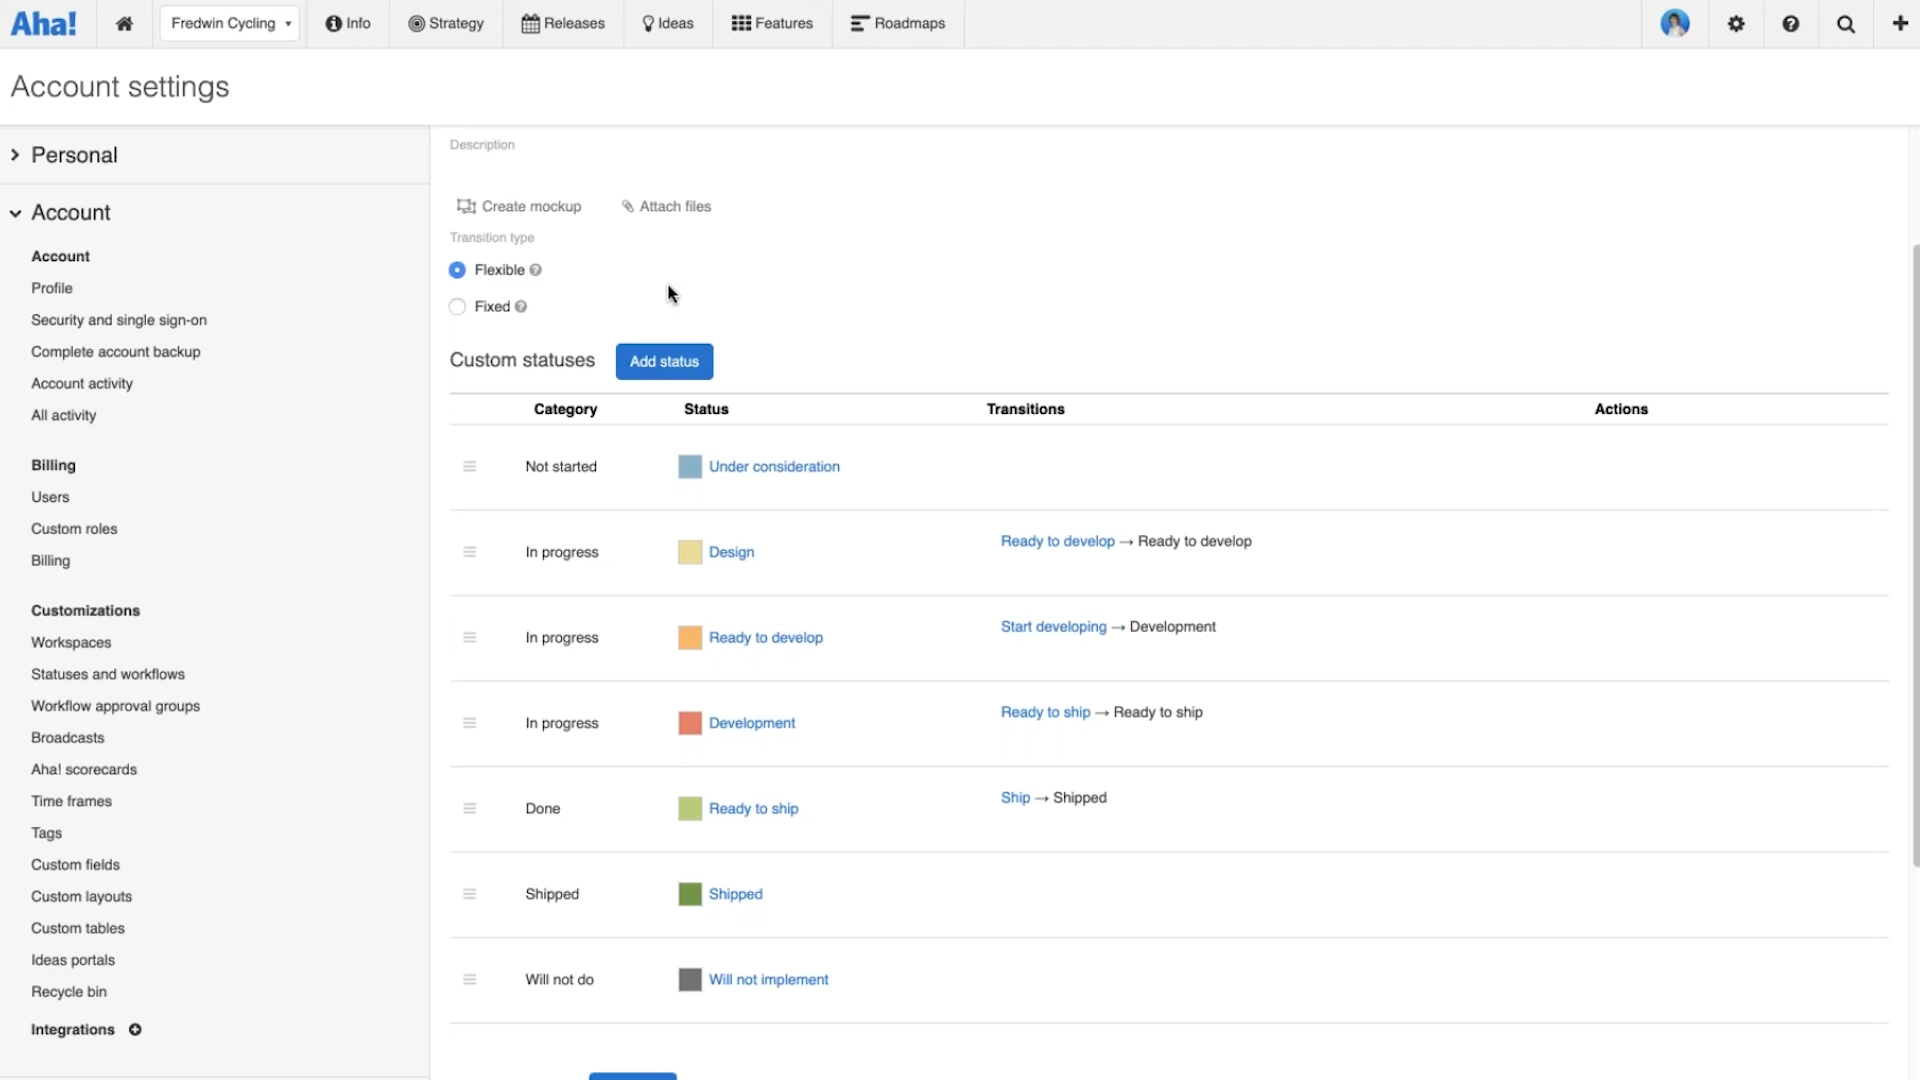 Aha!
Fredwin Cycling
Info
Strategy
Releases
Ideas
Features
Roadmaps
Account settings
Personal
Account
Account
Profile
Security and single sign-on
Complete account backup
Account activity
All activity
Billing
Users
Custom roles
Billing
Customizations
Workspaces
Statuses and workflows
Workflow approval groups
Broadcasts
Aha! scorecards
Time frames
Tags
Custom fields
Custom layouts
Custom tables
Ideas portals
Recycle bin
Integrations
Description
Create mockup Attach files
Transition type
Flexible
Fixed
Custom statuses Add status
Category Status Transitions Actions
Not started Under consideration
In progress Design Ready to develop → Ready to develop
In progress Ready to develop Start developing → Development
In progress Development Ready to ship → Ready to ship
Done Ready to ship Ship → Shipped
Shipped Shipped
Will not do Will not implement